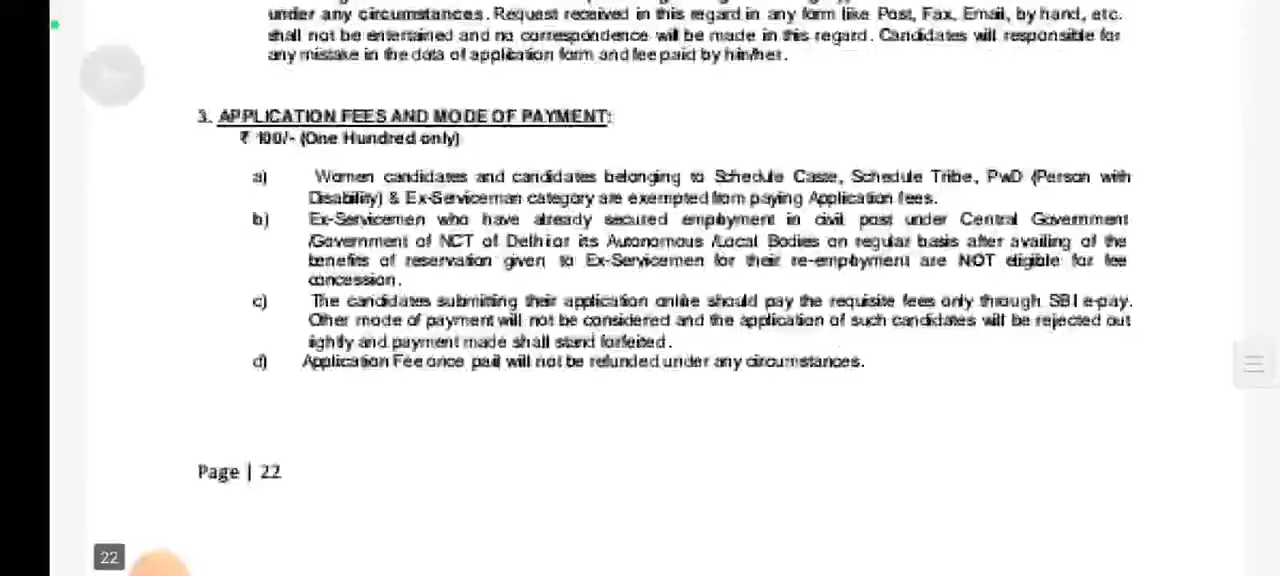 under any circumstances. Request received in this regard in any form like Post, Fax, Email, by hand, etc.
shall not be entertained and no correspondence will be made in this regard. Candidates will responsible for
any mistake in the data of application form and fee paid by him/her.
3. APPLICATION FEES AND MODE OF PAYMENT:
₹ 100/- (One Hundred only)
a) Women candidates and candidates belonging to Schedule Caste, Schedule Tribe, PwD (Person with
Disability) & Ex-Serviceman category are exempted from paying Application fees.
b) Ex-Servicemen who have already secured employment in civil post under Central Government
/Government of NCT of Delhi or its Autonomous /Local Bodies on regular basis after availing of the
benefits of reservation given to Ex-Servicemen for their re-employment are NOT eligible for fee
concession.
c) The candidates submitting their application online should pay the requisite fees only through SBI e-pay.
Other mode of payment will not be considered and the application of such candidates will be rejected out
rightly and payment made shall stand forfeited.
d) Application Fee once paid will not be refunded under any circumstances.
Page | 22
22